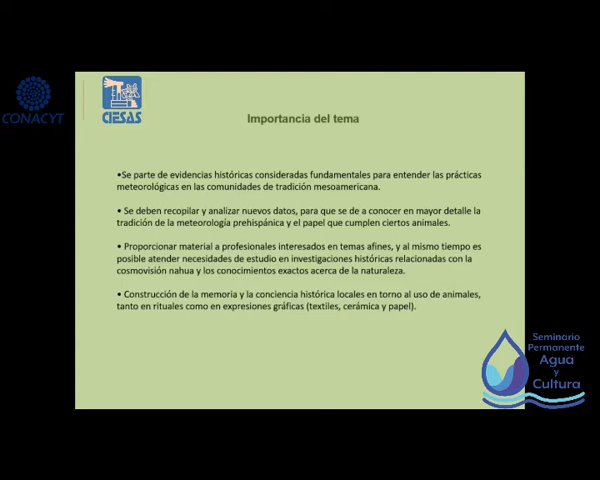 CONACYT
CIESAS
Importancia del tema
•Se parte de evidencias históricas consideradas fundamentales para entender las prácticas
meteorológicas en las comunidades de tradición mesoamericana.
• Se deben recopilar y analizar nuevos datos, para que se de a conocer en mayor detalle la
tradición de la meteorología prehispánica y el papel que cumplen ciertos animales.
• Proporcionar material a profesionales interesados en temas afines, y al mismo tiempo es
posible atender necesidades de estudio en investigaciones históricas relacionadas con la
cosmovisión nahua y los conocimientos exactos acerca de la naturaleza.
• Construcción de la memoria y la conciencia histórica locales en torno al uso de animales,
tanto en rituales como en expresiones gráficas (textiles, cerámica y papel).
Seminario
Permanente
Agua
y
Cultura